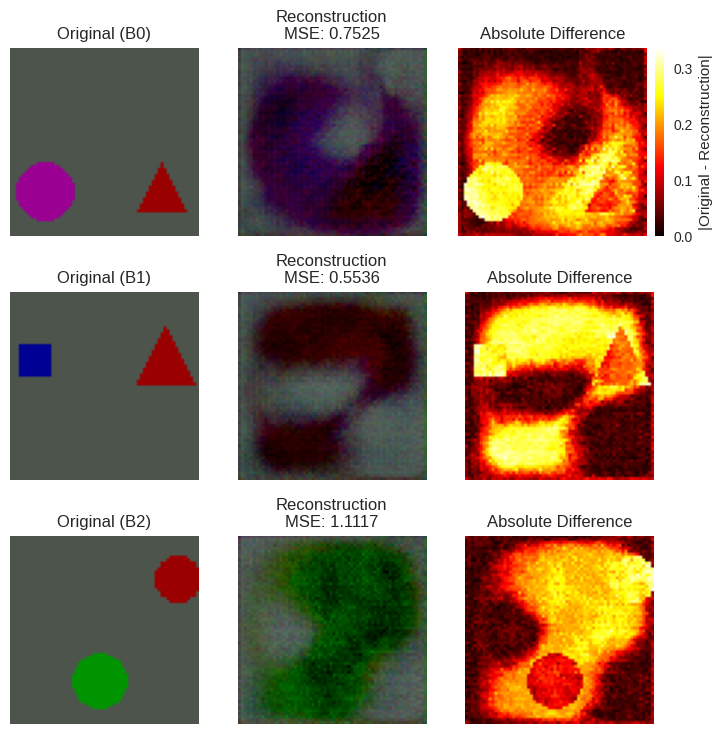 Original (B0)
Reconstruction
MSE: 0.7525
Absolute Difference
0.3
0.2
0.1
0.0
|Original - Reconstruction|
Original (B1)
Reconstruction
MSE: 0.5536
Absolute Difference
Original (B2)
Reconstruction
MSE: 1.1117
Absolute Difference